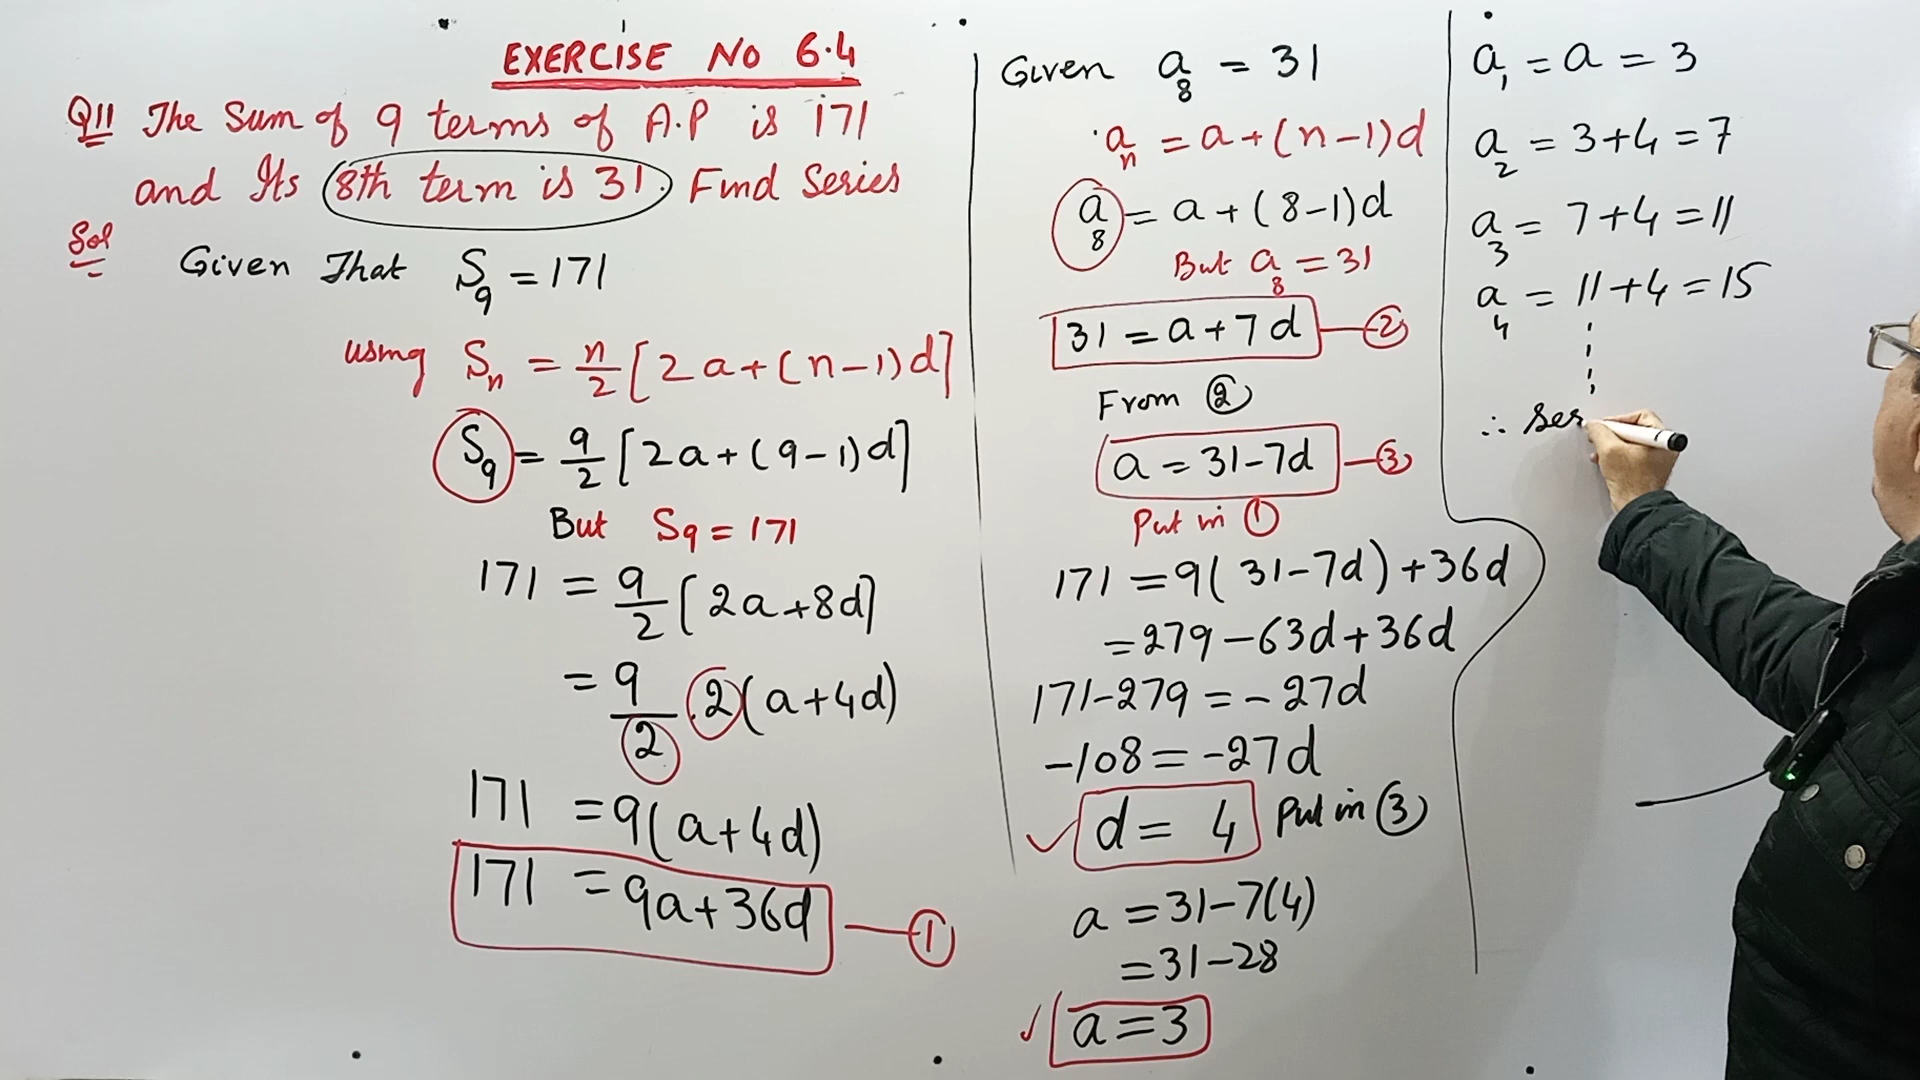 EXERCISE NO 6.4
Q11 The Sum of 9 terms of A.P is 171
and Its 8th term is 31. Find Series
Sol
Given That S₉ = 171
using Sₙ = n/2 [2a+(n-1)d]
S₉ = 9/2 [2a+(9-1)d]
But S₉ = 171
171 = 9/2 [2a+8d]
= 9/2 . 2(a+4d)
171 = 9(a+4d)
171 = 9a+36d — ①
Given a₈ = 31
aₙ = a+(n-1)d
a₈ = a+(8-1)d
But a₈ = 31
31 = a+7d — ②
From ②
a = 31-7d — ③
Put in ①
171 = 9(31-7d)+36d
= 279-63d+36d
171-279 = -27d
-108 = -27d
✓ d = 4 Put in ③
a = 31-7(4)
= 31-28
✓ a = 3
a₁ = a = 3
a₂ = 3+4 = 7
a₃ = 7+4 = 11
a₄ = 11+4 = 15
∴ Ser